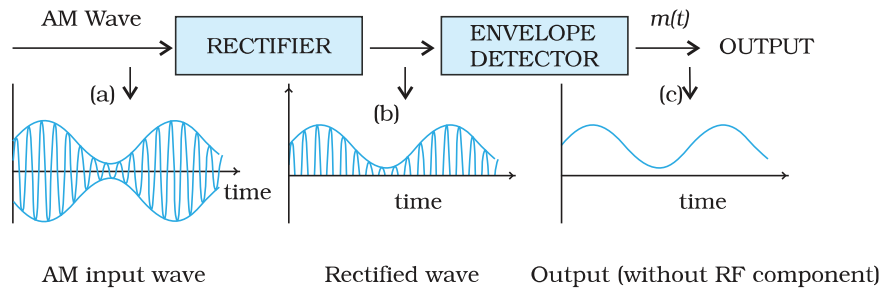 AM Wave
RECTIFIER
ENVELOPE
DETECTOR
m(t)
OUTPUT
(a)
(b)
(c)
time
time
time
AM input wave
Rectified wave
Output (without RF component)